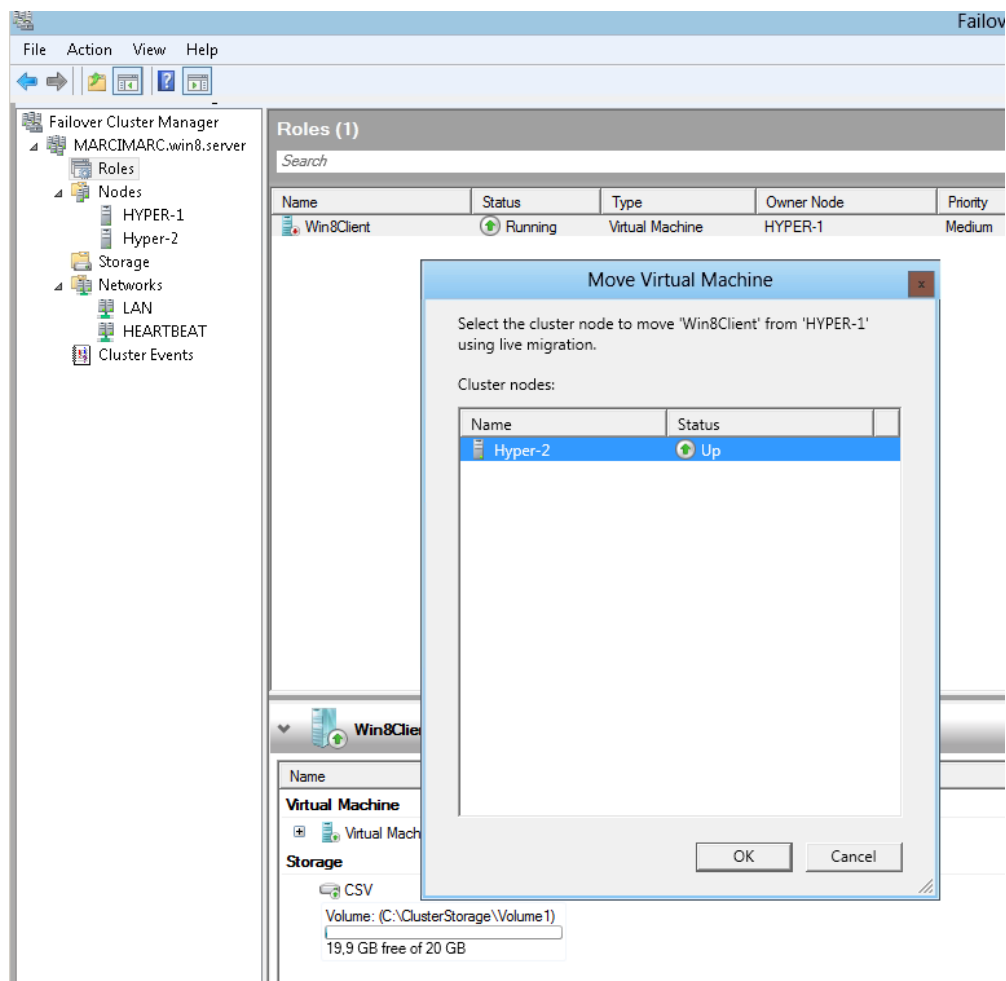 Failov
File Action View Help
Failover Cluster Manager
MARCIMARC.win8.server
Roles
Nodes
HYPER-1
Hyper-2
Storage
Networks
LAN
HEARTBEAT
Cluster Events
Roles (1)
Search
Name Status Type Owner Node Priority
Win8Client Running Virtual Machine HYPER-1 Medium
Move Virtual Machine
x
Select the cluster node to move 'Win8Client' from 'HYPER-1'
using live migration.
Cluster nodes:
Name Status
Hyper-2 Up
OK Cancel
Win8Clie
Name
Virtual Machine
Virtual Mach
Storage
CSV
Volume: (C:\ClusterStorage\Volume1)
19,9 GB free of 20 GB